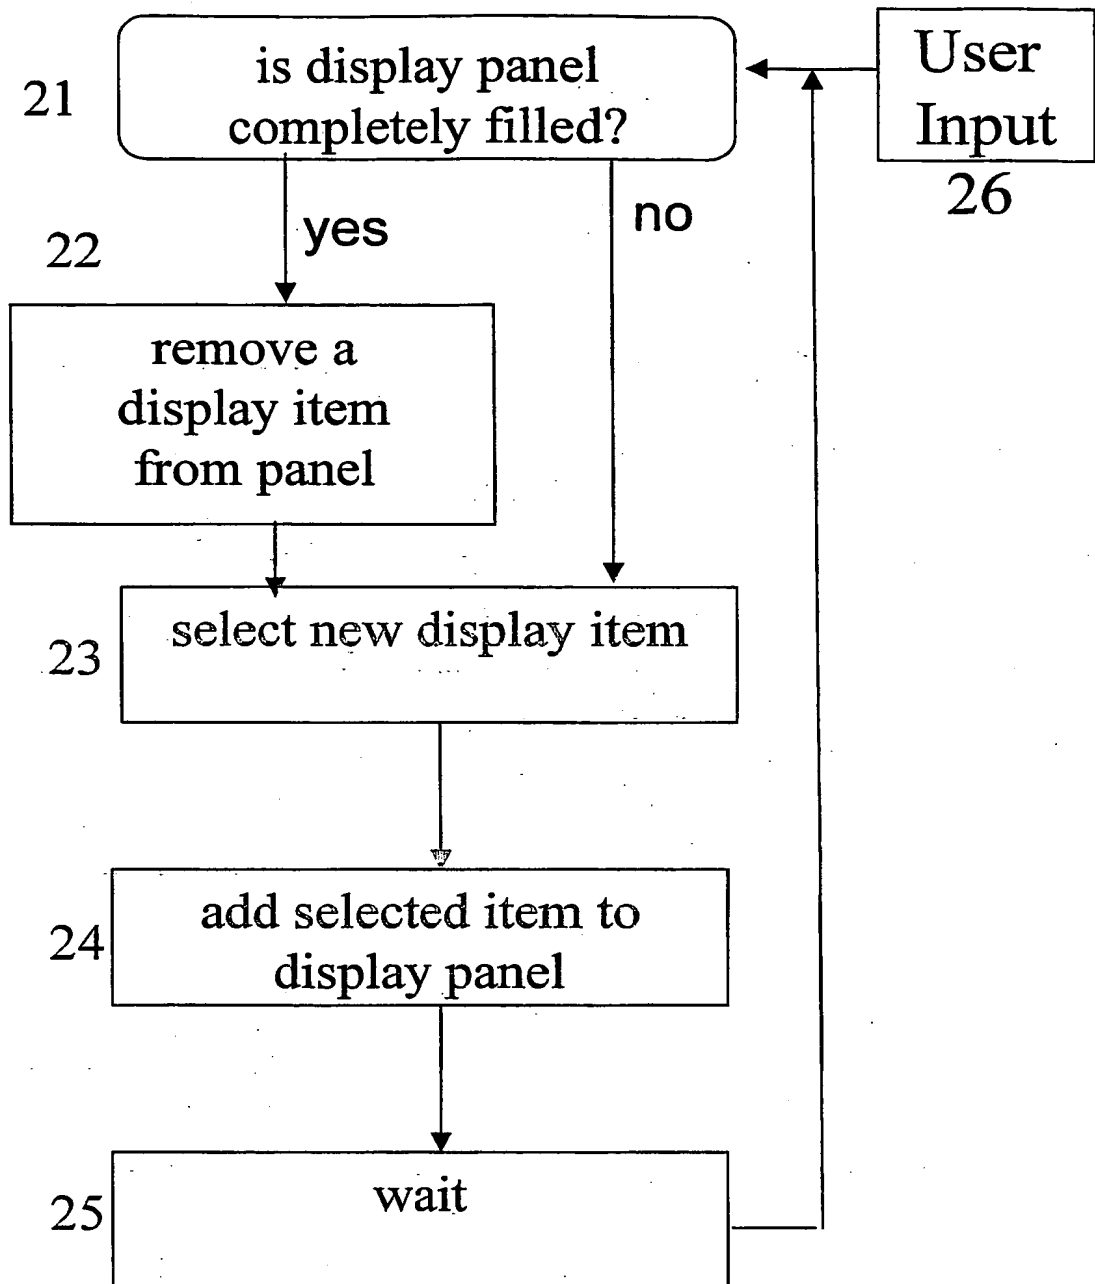 21
is display panel
completely filled?
User
Input
26
22
yes
no
remove a
display item
from panel
23
select new display item
24
add selected item to
display panel
25
wait